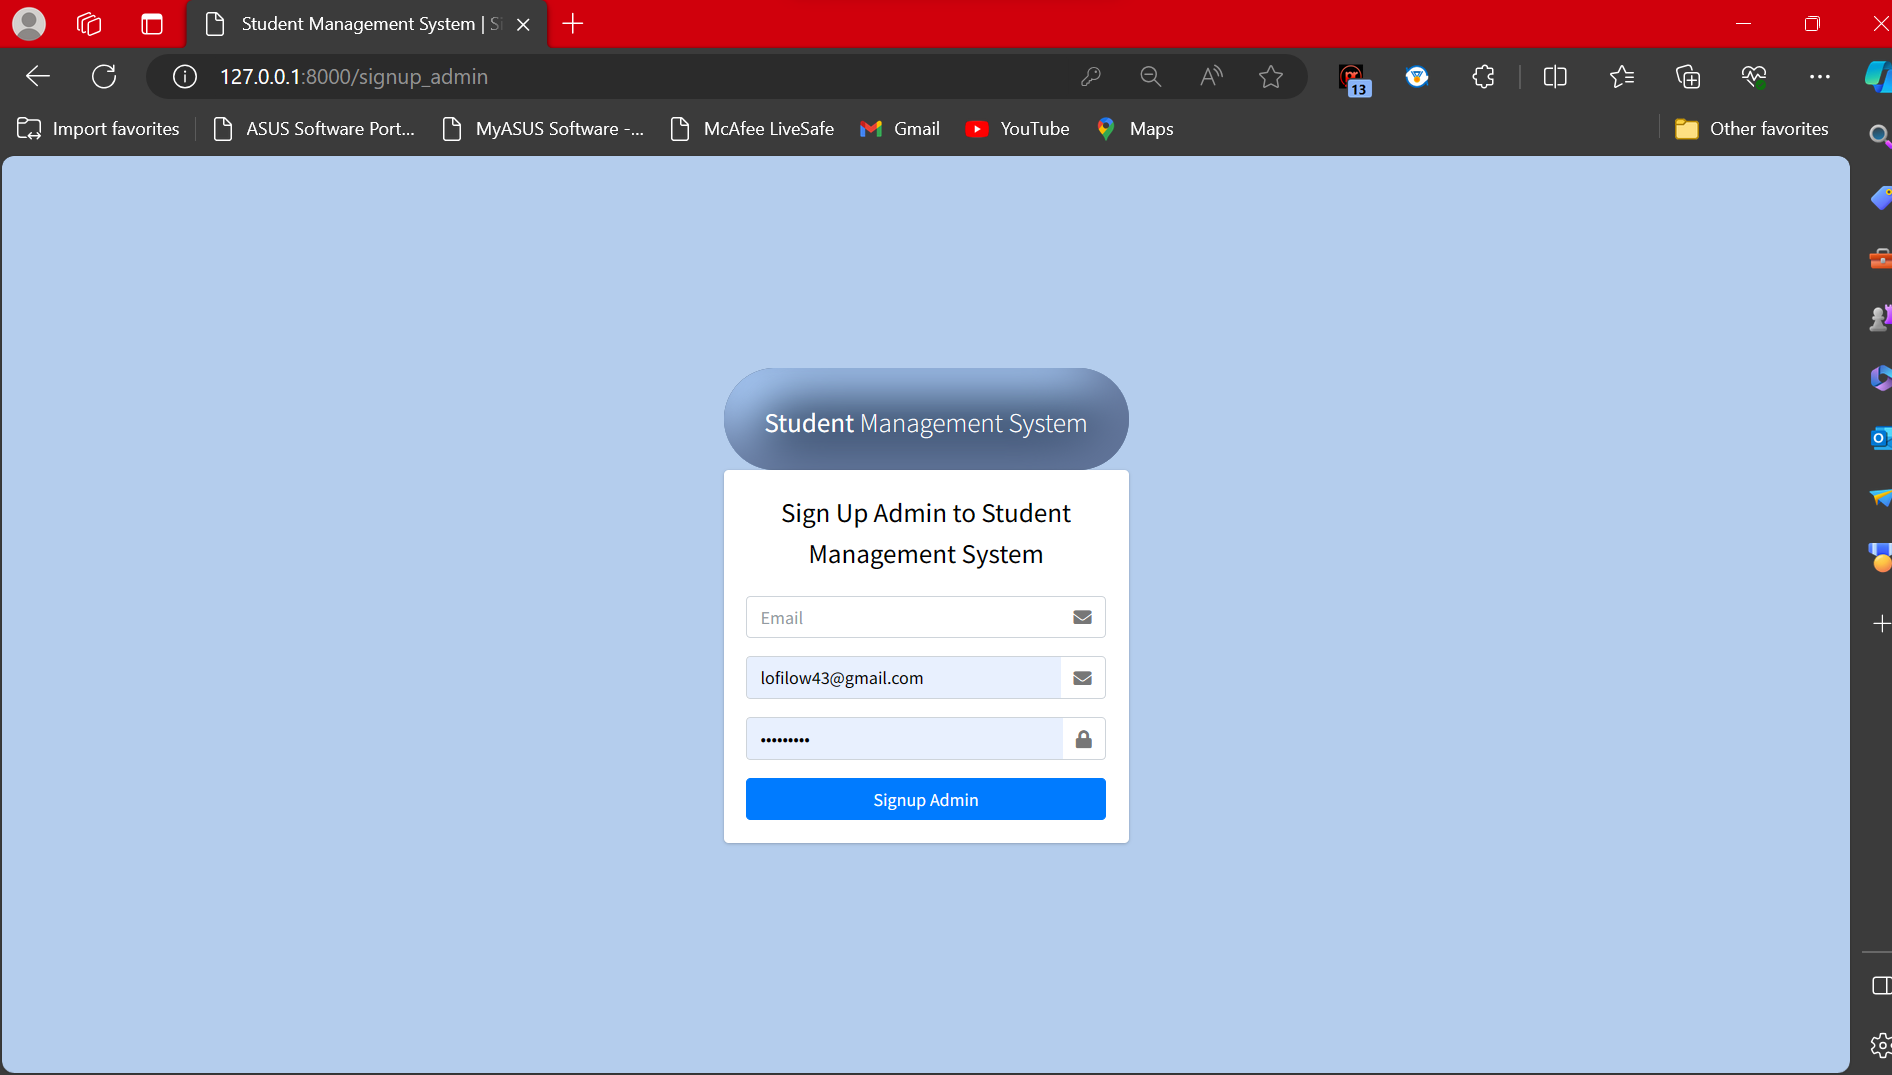 Student Management System | S
127.0.0.1:8000/signup_admin
13
Import favorites
ASUS Software Port...
MyASUS Software -...
McAfee LiveSafe
Gmail
YouTube
Maps
Other favorites
Student Management System
Sign Up Admin to Student
Management System
Email
lofilow43@gmail.com
•••••••••
Signup Admin